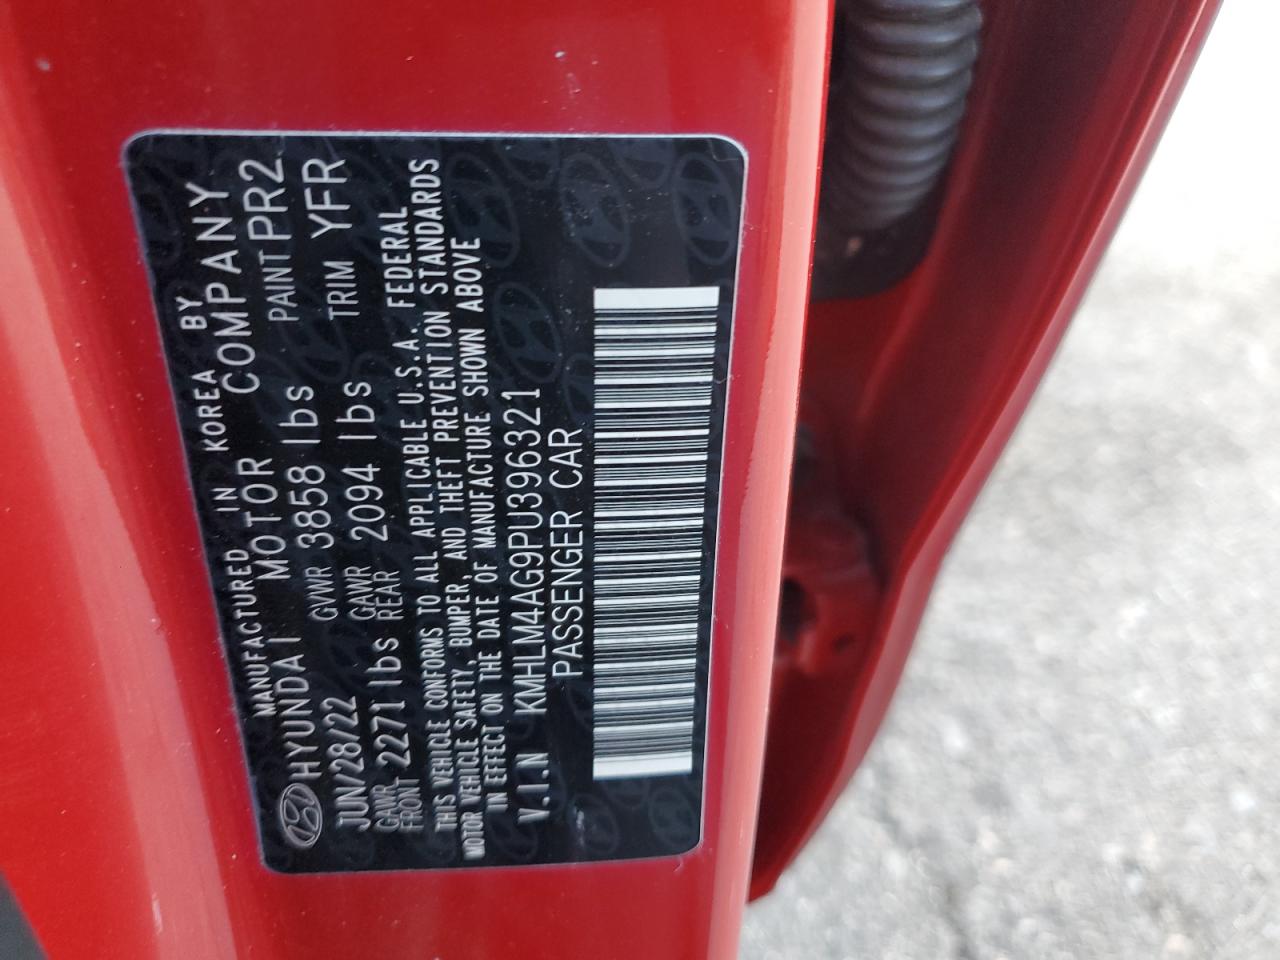 MANUFACTURED IN KOREA BY
HYUNDAI MOTOR COMPANY
JUN/28/22 GVWR 3858 lbs PAINT PR2
GAWR FRONT 2271 lbs GAWR REAR 2094 lbs TRIM YFR
THIS VEHICLE CONFORMS TO ALL APPLICABLE U.S.A. FEDERAL
MOTOR VEHICLE SAFETY, BUMPER, AND THEFT PREVENTION STANDARDS
IN EFFECT ON THE DATE OF MANUFACTURE SHOWN ABOVE
V.I.N KMHLM4AG9PU396321
PASSENGER CAR